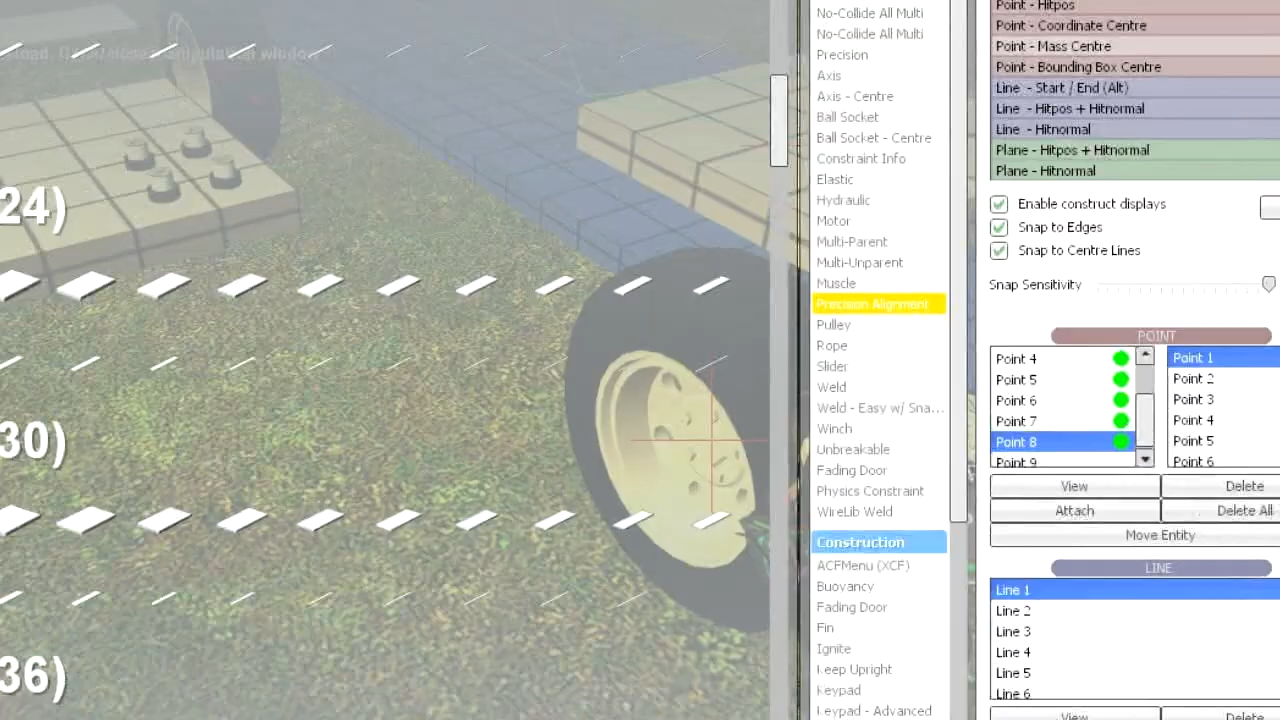 24)
30)
36)
No-Collide All Multi
No-Collide All Multi
Precision
Axis
Axis - Centre
Ball Socket
Ball Socket - Centre
Constraint Info
Elastic
Hydraulic
Motor
Multi-Parent
Multi-Unparent
Muscle
Precision Alignment
Pulley
Rope
Slider
Weld
Weld - Easy w/ Sna...
Winch
Unbreakable
Fading Door
Physics Constraint
WireLib Weld
Construction
ACFMenu (XCF)
Buoyancy
Fading Door
Fin
Ignite
Keep Upright
Keypad
Keypad - Advanced
Point - Hitpos
Point - Coordinate Centre
Point - Mass Centre
Point - Bounding Box Centre
Line - Start / End (Alt)
Line - Hitpos + Hitnormal
Line - Hitnormal
Plane - Hitpos + Hitnormal
Plane - Hitnormal
Enable construct displays
Snap to Edges
Snap to Centre Lines
Snap Sensitivity
POINT
Point 4
Point 5
Point 6
Point 7
Point 8
Point 9
Point 1
Point 2
Point 3
Point 4
Point 5
Point 6
View
Delete
Attach
Delete All
Move Entity
LINE
Line 1
Line 2
Line 3
Line 4
Line 5
Line 6
View
Delete